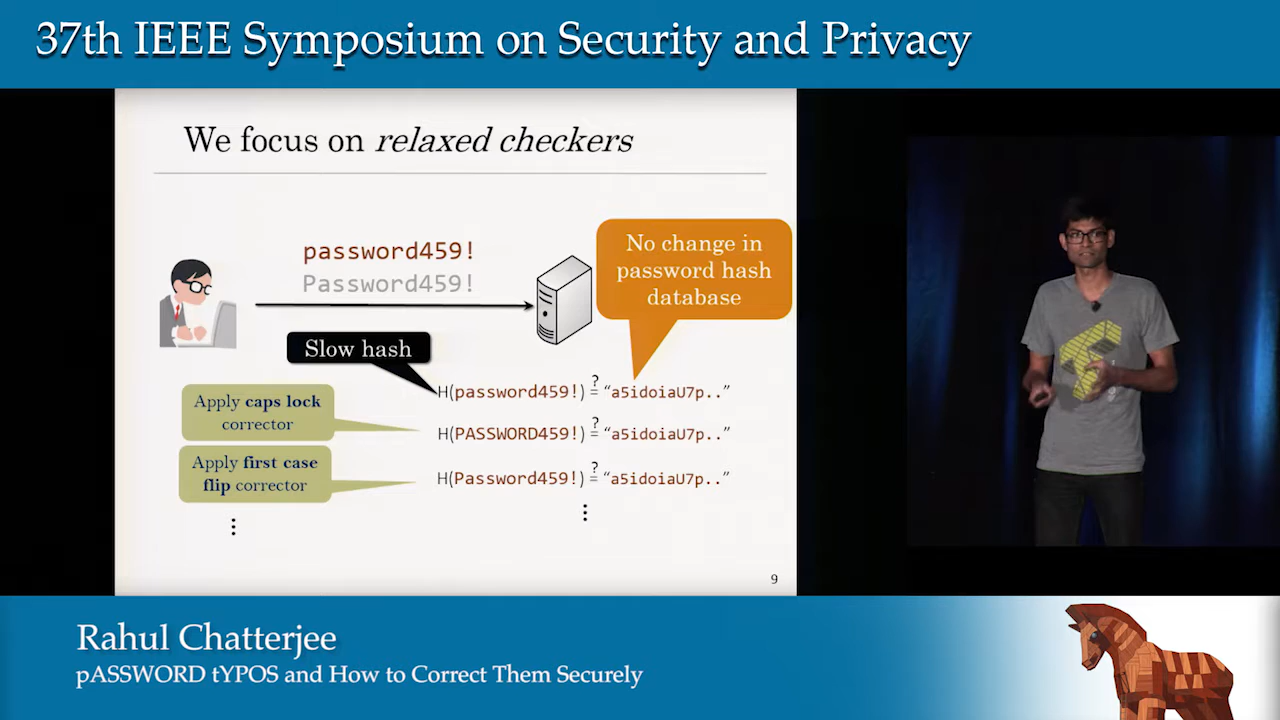 37th IEEE Symposium on Security and Privacy
We focus on relaxed checkers
password459!
Password459!
No change in
password hash
database
Slow hash
H(password459!) ≟ “a5idoiaU7p..”
Apply caps lock
corrector
H(PASSWORD459!) ≟ “a5idoiaU7p..”
Apply first case
flip corrector
H(Password459!) ≟ “a5idoiaU7p..”
9
Rahul Chatterjee
pASSWORD tYPOS and How to Correct Them Securely